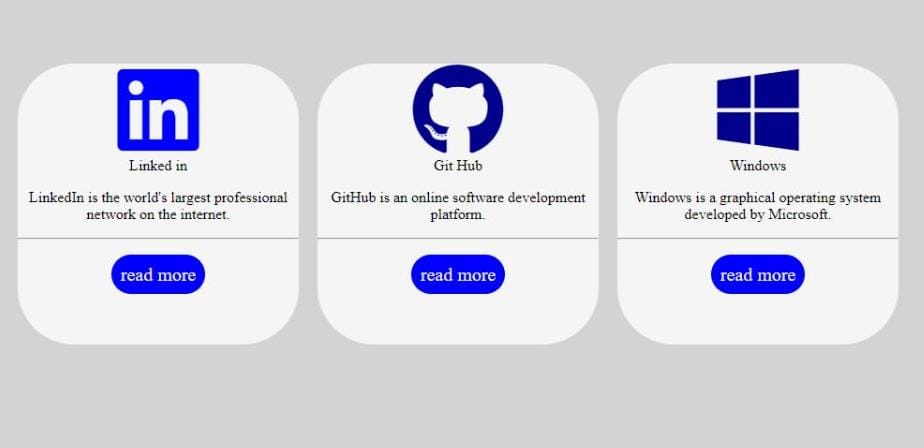 in
Linked in
LinkedIn is the world's largest professional
network on the internet.
read more
Git Hub
GitHub is an online software development
platform.
read more
Windows
Windows is a graphical operating system
developed by Microsoft.
read more